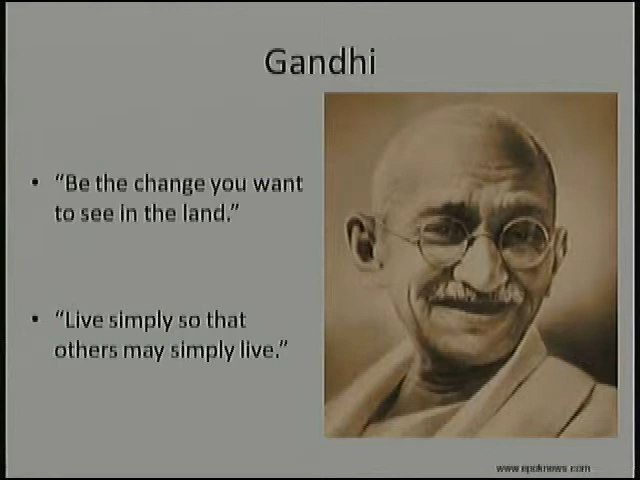 Gandhi
• “Be the change you want
to see in the land.”
• “Live simply so that
others may simply live.”
www.epoknews.com